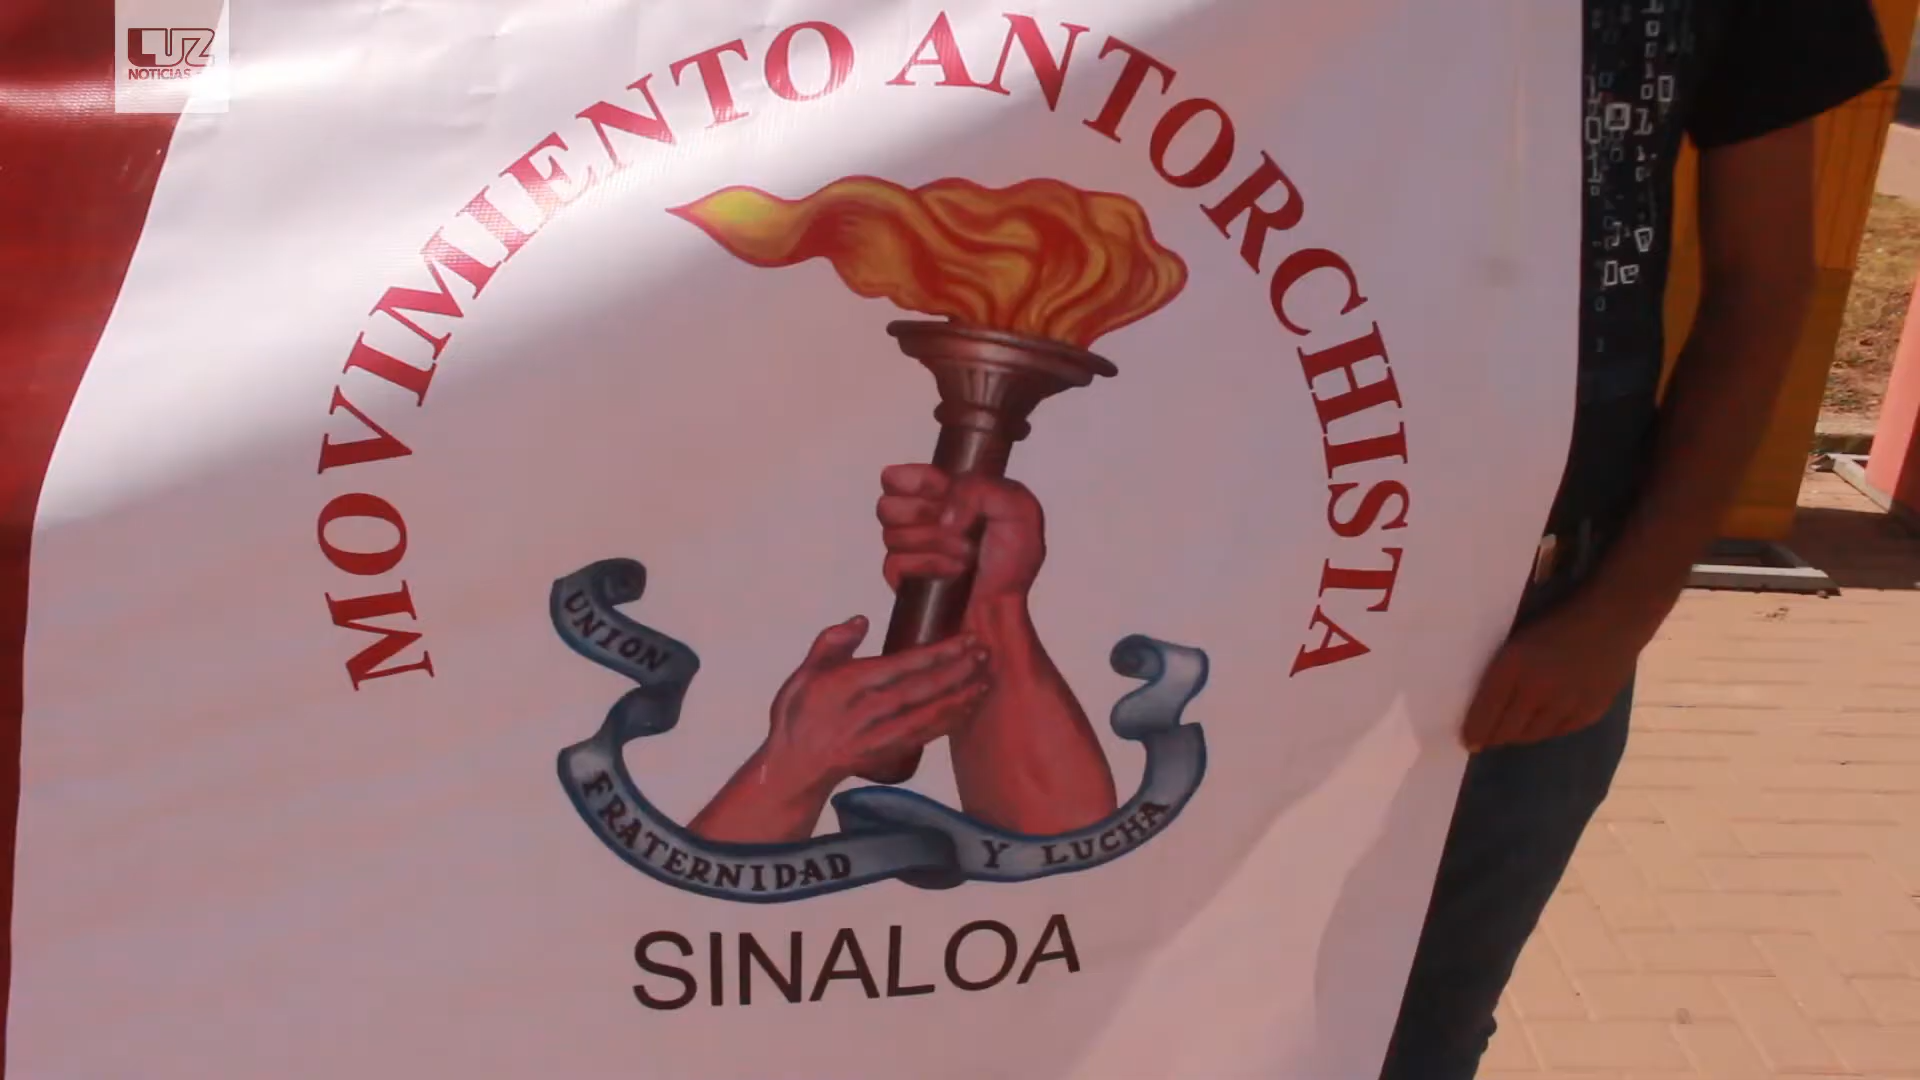 LUZ
NOTICIAS
MOVIMIENTO ANTORCHISTA
UNION
FRATERNIDAD Y LUCHA
SINALOA